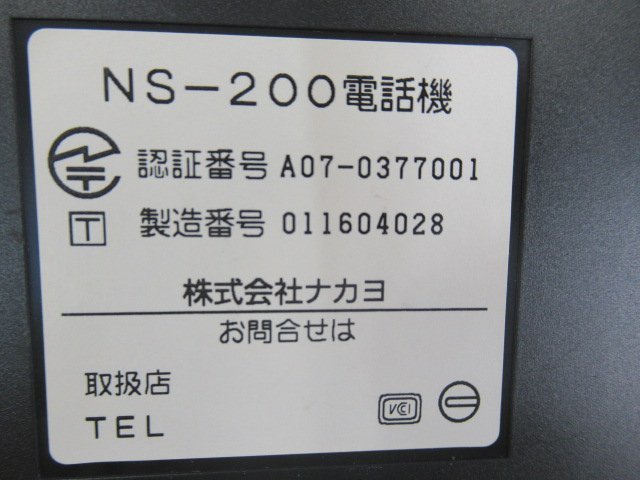 NS-200電話機
認証番号 A07-0377001
T 製造番号 011604028
株式会社ナカヨ
お問合せは
取扱店
TEL
VCCI